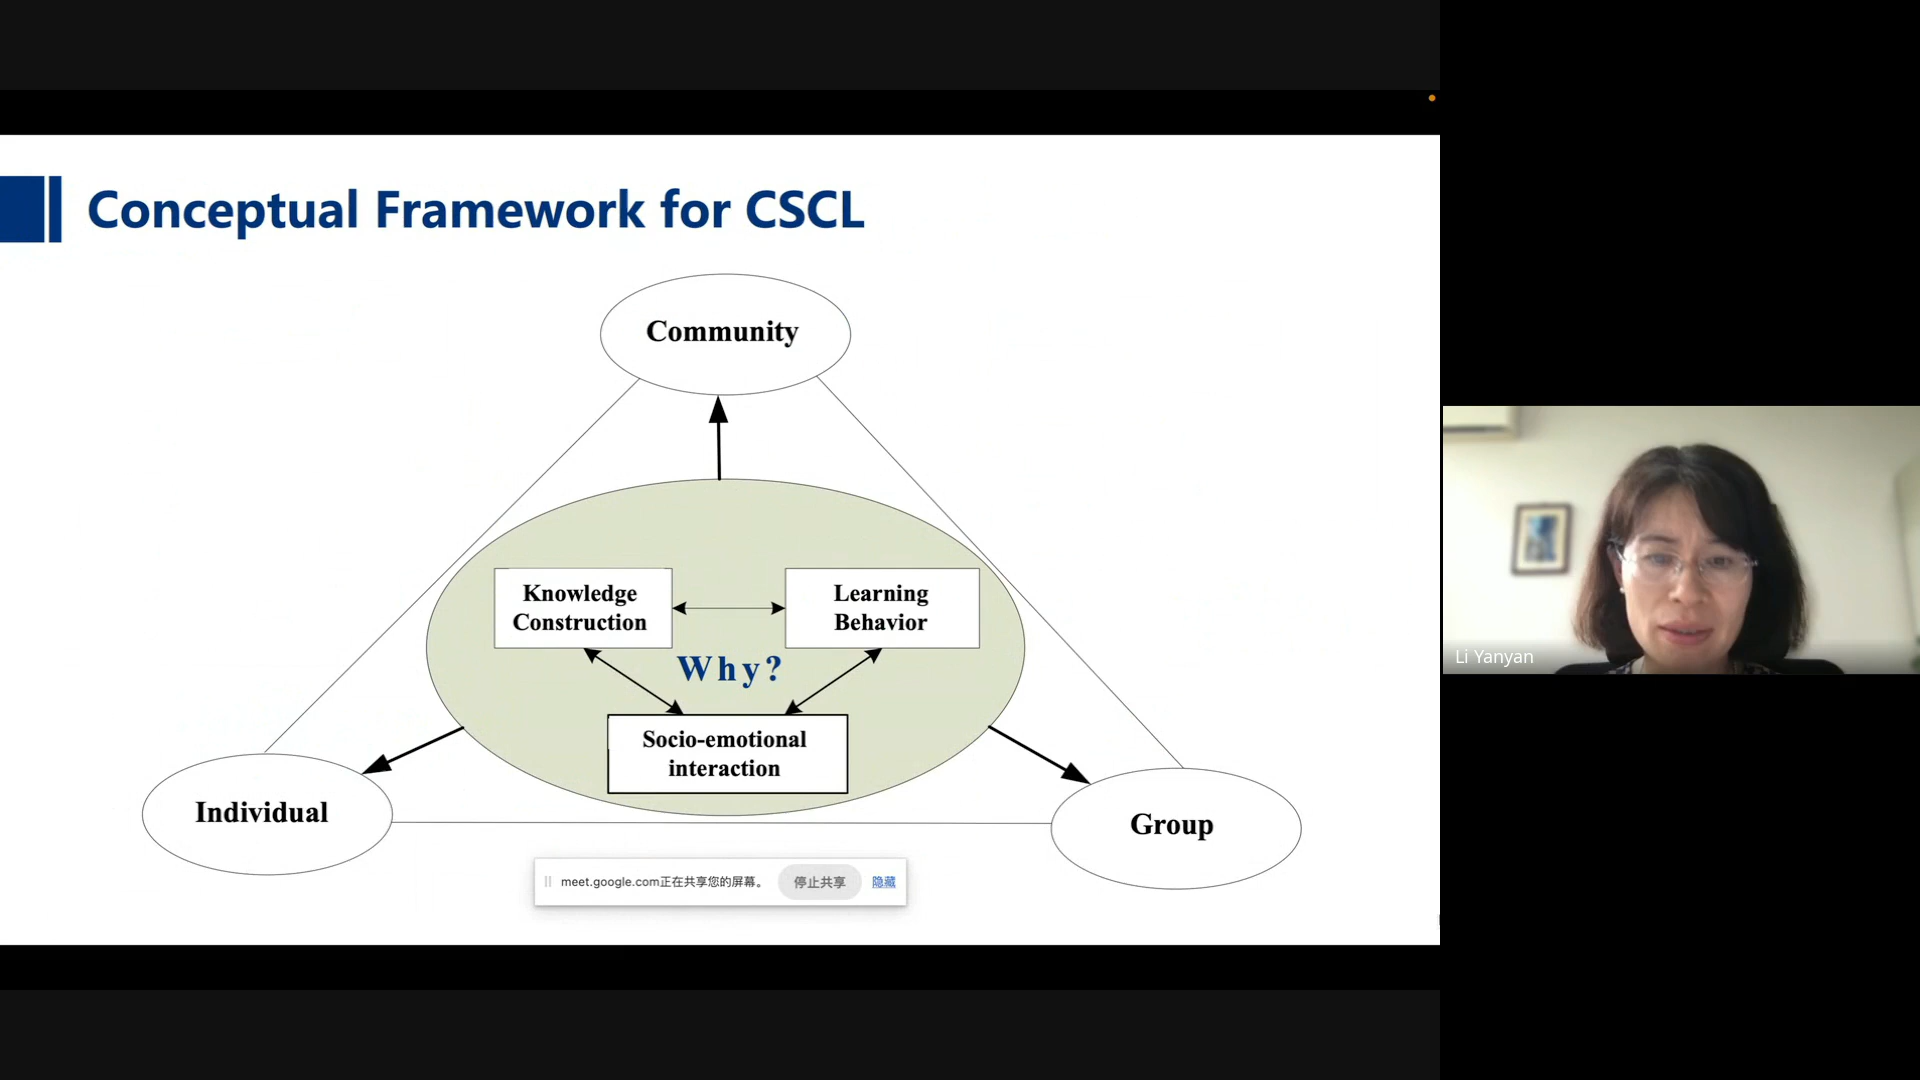 Conceptual Framework for CSCL
Community
Knowledge
Construction
Learning
Behavior
Why?
Socio-emotional
interaction
Individual
Group
meet.google.com正在共享您的屏幕。 停止共享 隐藏
Li Yanyan